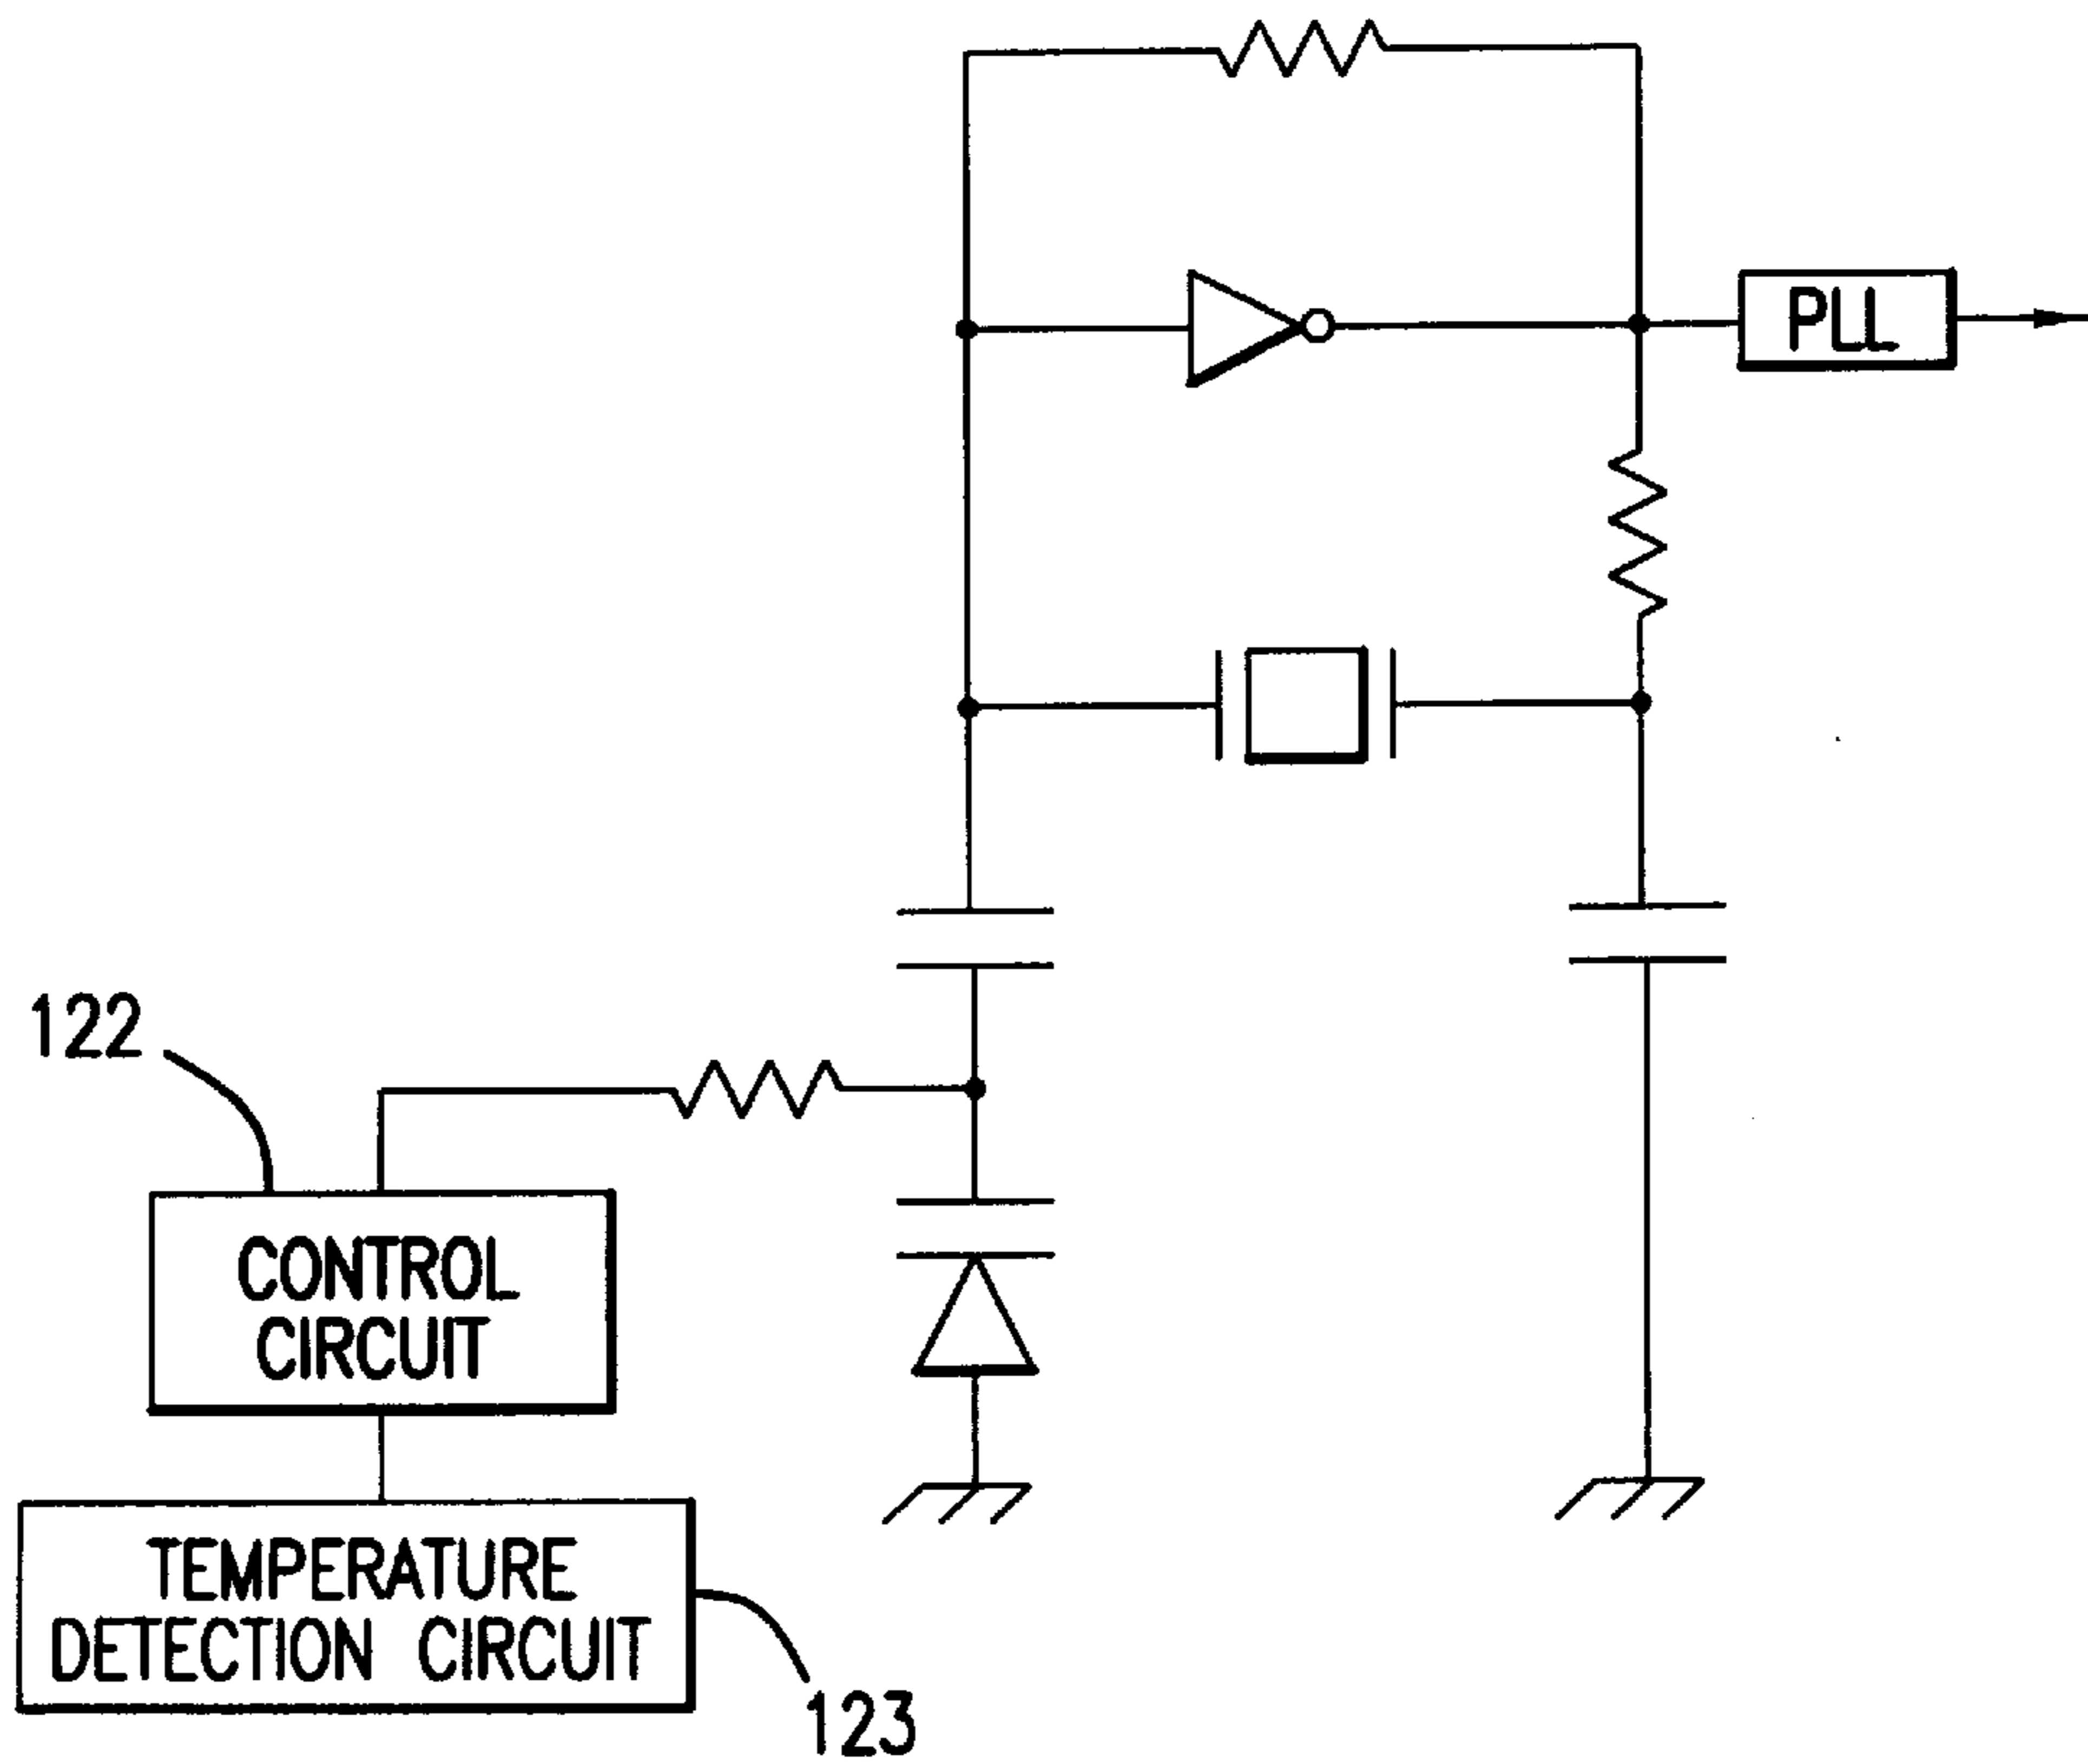 PLL
122
CONTROL
CIRCUIT
TEMPERATURE
DETECTION CIRCUIT
123